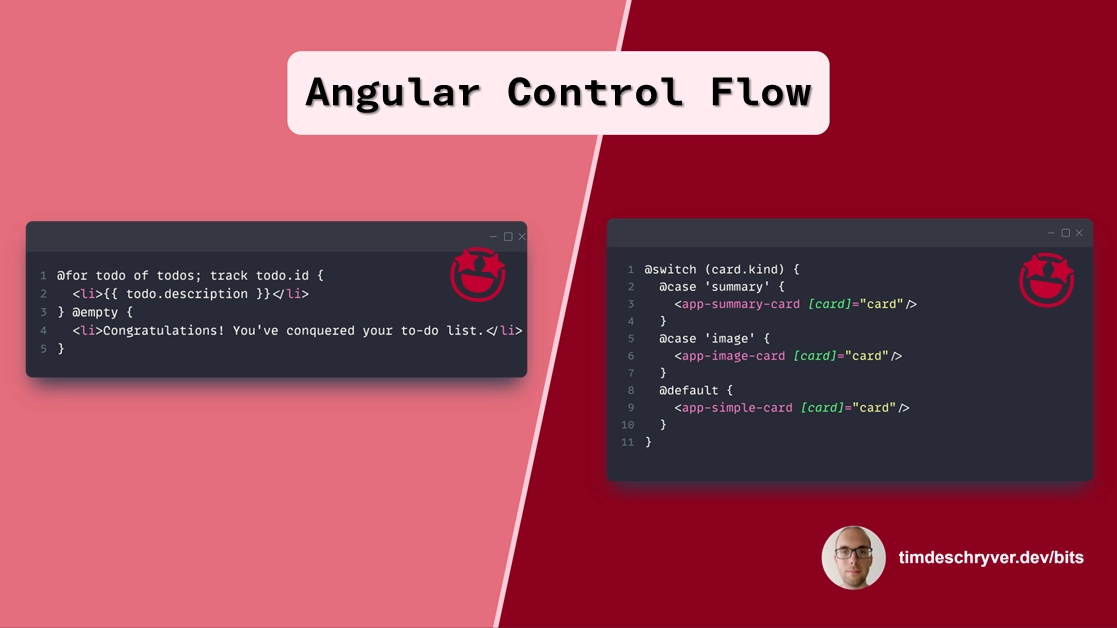 Angular Control Flow
1 @for todo of todos; track todo.id {
2   <li>{{ todo.description }}</li>
3 } @empty {
4   <li>Congratulations! You've conquered your to-do list.</li>
5 }
1 @switch (card.kind) {
2   @case 'summary' {
3     <app-summary-card [card]="card"/>
4   }
5   @case 'image' {
6     <app-image-card [card]="card"/>
7   }
8   @default {
9     <app-simple-card [card]="card"/>
10   }
11 }
timdeschryver.dev/bits